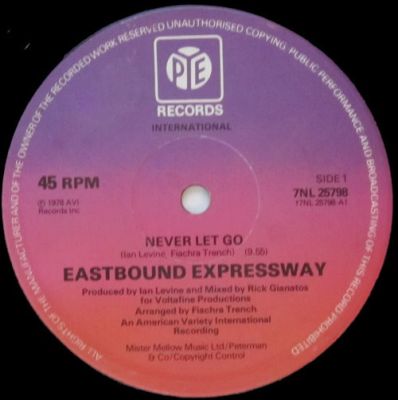 ALL RIGHTS OF THE MANUFACTURER AND OF THE OWNER OF THE RECORDED WORK RESERVED UNAUTHORISED COPYING PUBLIC PERFORMANCE AND BROADCASTING OF THIS RECORD PROHIBITED
PYE
RECORDS
INTERNATIONAL
45 RPM
℗ 1978 AVI
Records Inc
SIDE 1
7NL 25798
†7NL 25798-A1
NEVER LET GO
(Ian Levine, Fiachra Trench) (9.55)
EASTBOUND EXPRESSWAY
Produced by Ian Levine and Mixed by Rick Gianatos
for Voltafine Productions
Arranged by Fiachra Trench
An American Variety International
Recording
Mister Mellow Music Ltd/Peterman
& Co/Copyright Control